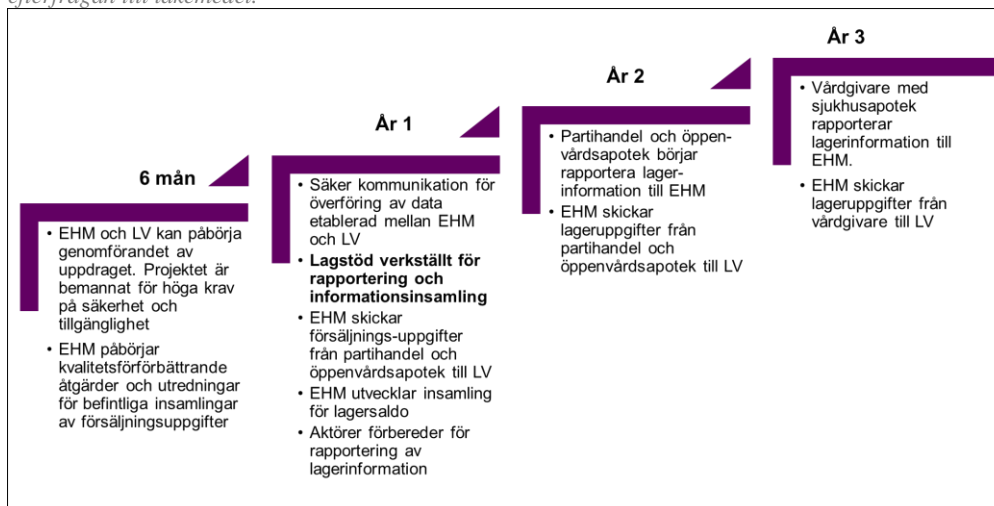 efterfrågan till läkemedel.
6 mån
• EHM och LV kan påbörja
genomförandet av
uppdraget. Projektet är
bemannat för höga krav
på säkerhet och
tillgänglighet
• EHM påbörjar
kvalitetsförförbättrande
åtgärder och utredningar
för befintliga insamlingar
av försäljningsuppgifter
År 1
• Säker kommunikation för
överföring av data
etablerad mellan EHM
och LV
• Lagstöd verkställt för
rapportering och
informationsinsamling
• EHM skickar
försäljnings-uppgifter
från partihandel och
öppenvårdsapotek till LV
• EHM utvecklar insamling
för lagersaldo
• Aktörer förbereder för
rapportering av
lagerinformation
År 2
• Partihandel och öppen-
vårdsapotek börjar
rapportera lager-
information till EHM
• EHM skickar
lageruppgifter från
partihandel och
öppenvårdsapotek till LV
År 3
• Vårdgivare med
sjukhusapotek
rapporterar
lagerinformation till
EHM.
• EHM skickar
lageruppgifter från
vårdgivare till LV